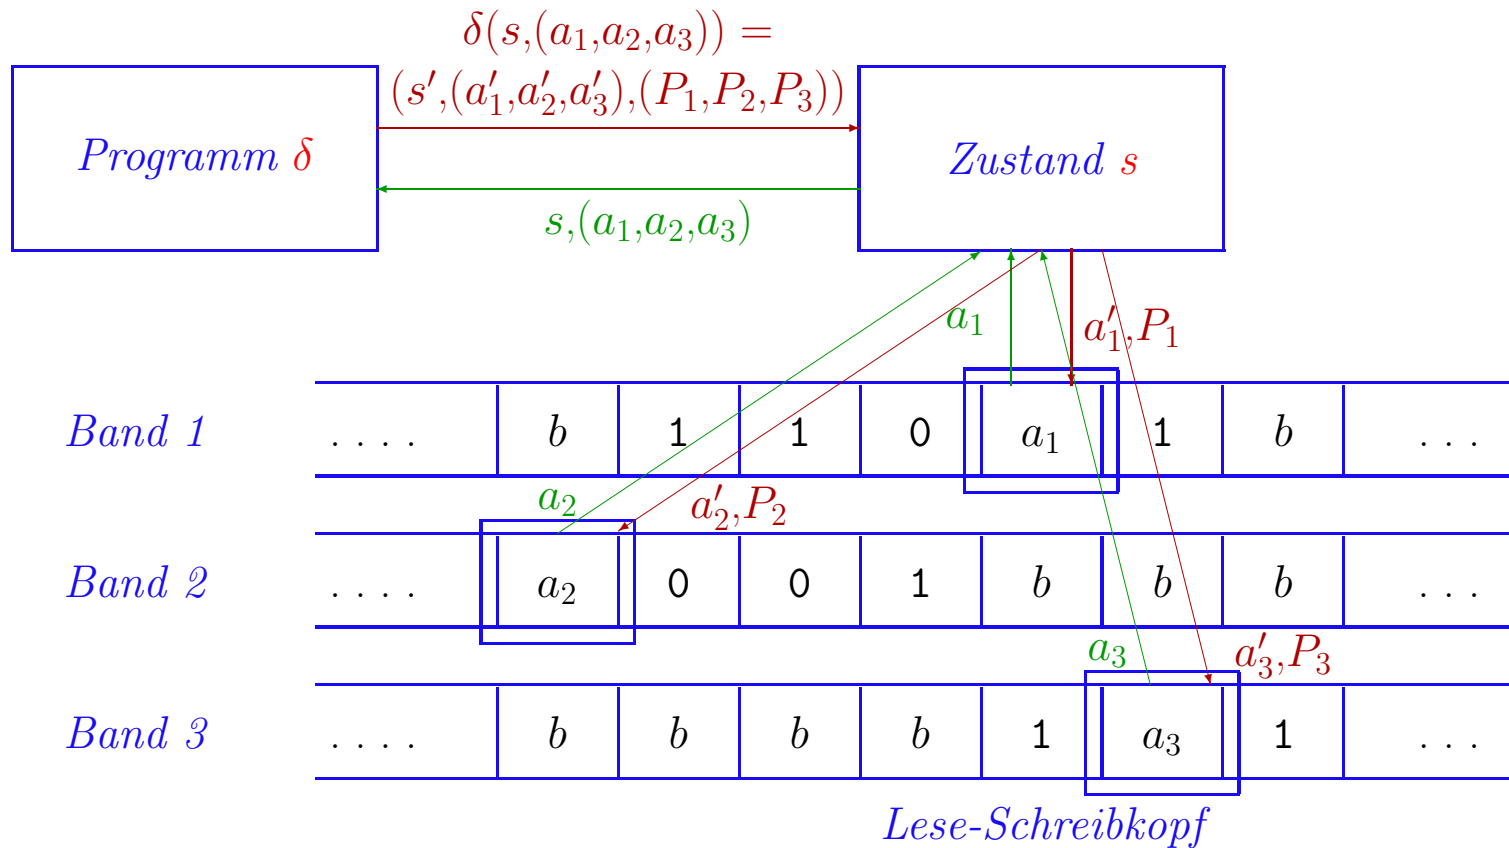 δ(s,(a₁,a₂,a₃)) =
(s′,(a′₁,a′₂,a′₃),(P₁,P₂,P₃))
Programm δ
Zustand s
s,(a₁,a₂,a₃)
a₁
a′₁,P₁
Band 1 . . . . b 1 1 0 a₁ 1 b . . .
a₂
a′₂,P₂
Band 2 . . . . a₂ 0 0 1 b b b . . .
a₃
a′₃,P₃
Band 3 . . . . b b b b 1 a₃ 1 . . .
Lese-Schreibkopf